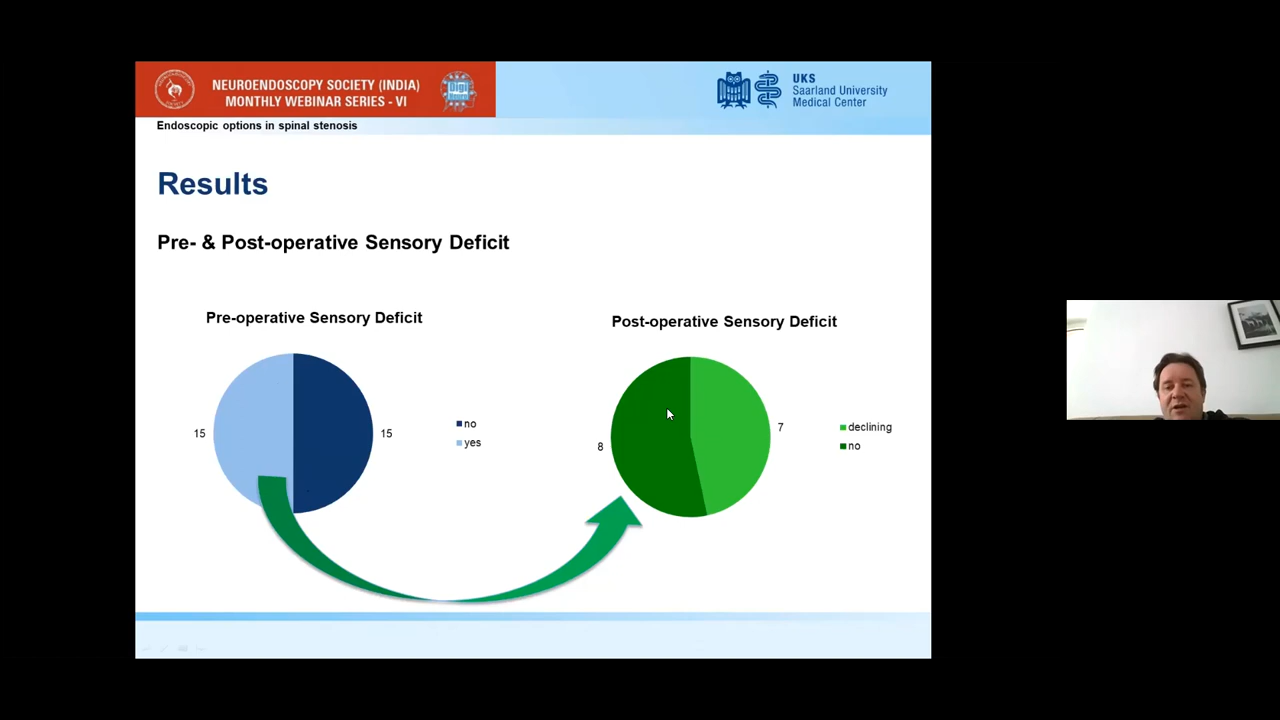 NEUROENDOSCOPY SOCIETY (INDIA)
MONTHLY WEBINAR SERIES - VI
Digi
UKS
Saarland University
Medical Center
Endoscopic options in spinal stenosis
Results
Pre- & Post-operative Sensory Deficit
Pre-operative Sensory Deficit
15
15
no
yes
Post-operative Sensory Deficit
8
7
declining
no